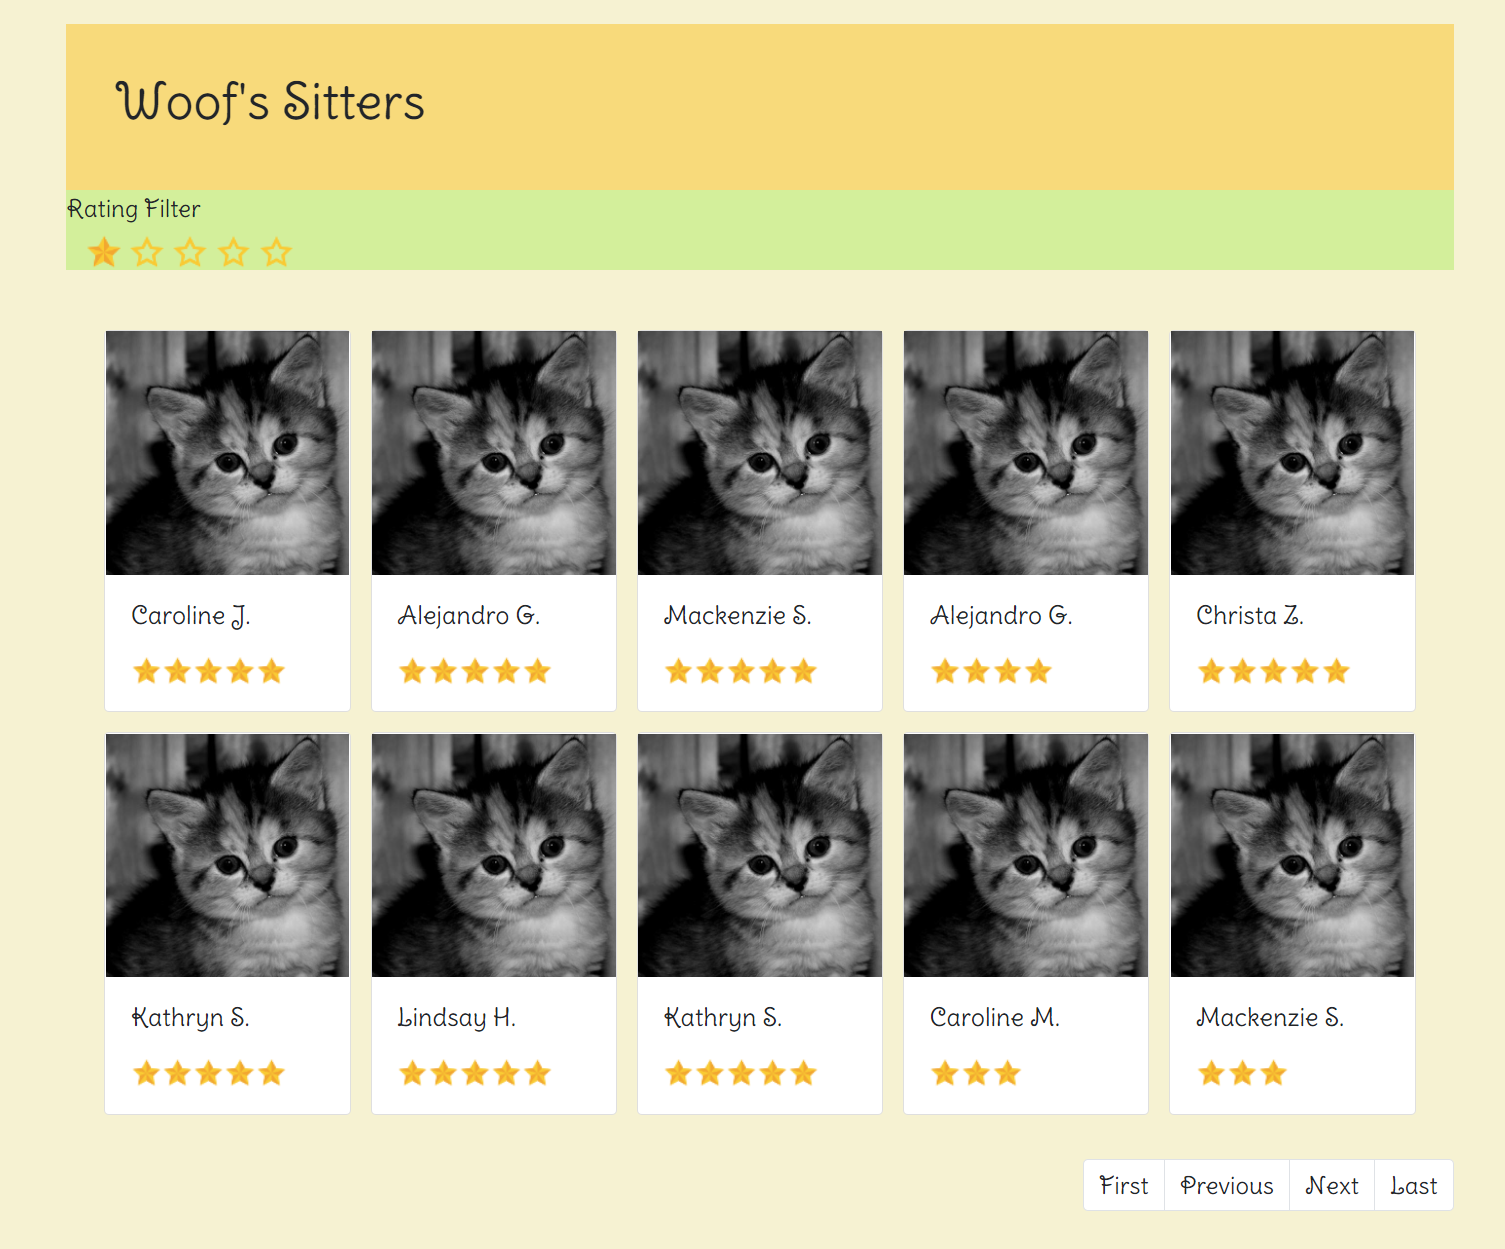 Woof's Sitters
Rating Filter
Caroline J.
Alejandro G.
Mackenzie S.
Alejandro G.
Christa Z.
Kathryn S.
Lindsay H.
Kathryn S.
Caroline M.
Mackenzie S.
First Previous Next Last